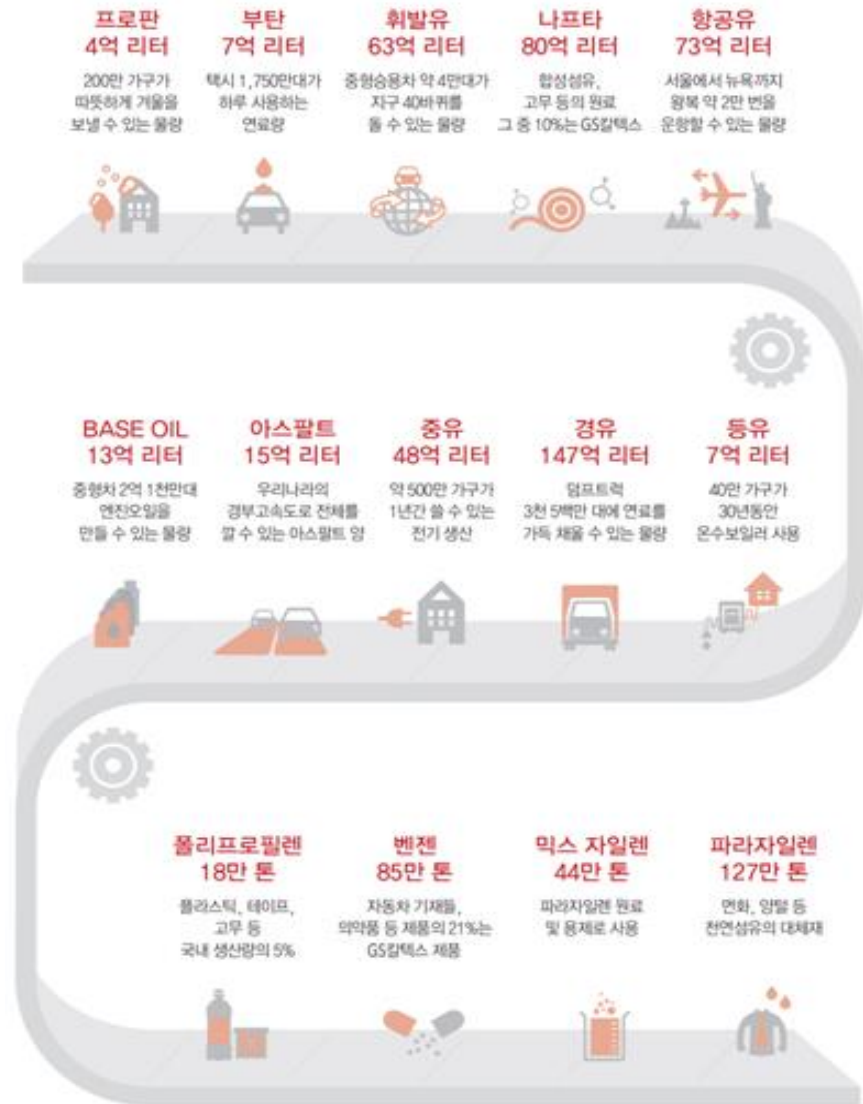 프로판
4억 리터
200만 가구가
따뜻하게 겨울을
보낼 수 있는 물량
부탄
7억 리터
택시 1,750만대가
하루 사용하는
연료량
휘발유
63억 리터
중형승용차 약 4만대가
지구 40바퀴를
돌 수 있는 물량
나프타
80억 리터
합성섬유,
고무 등의 원료
그 중 10%는 GS칼텍스
항공유
73억 리터
서울에서 뉴욕까지
왕복 약 2만 번을
운항할 수 있는 물량
BASE OIL
13억 리터
중형차 2억 1천만대
엔진오일을
만들 수 있는 물량
아스팔트
15억 리터
우리나라의
경부고속도로 전체를
깔 수 있는 아스팔트 양
중유
48억 리터
약 500만 가구가
1년간 쓸 수 있는
전기 생산
경유
147억 리터
덤프트럭
3천 5백만 대에 연료를
가득 채울 수 있는 물량
등유
7억 리터
40만 가구가
30년동안
온수보일러 사용
폴리프로필렌
18만 톤
플라스틱, 테이프,
고무 등
국내 생산량의 5%
벤젠
85만 톤
자동차 기재들,
의약품 등 제품의 21%는
GS칼텍스 제품
믹스 자일렌
44만 톤
파라자일렌 원료
및 용제로 사용
파라자일렌
127만 톤
면화, 양털 등
천연섬유의 대체재